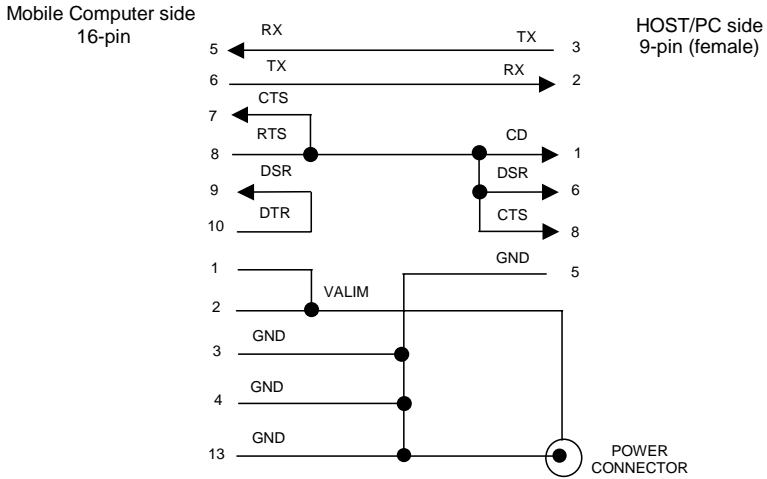 Mobile Computer side
16-pin
HOST/PC side
9-pin (female)
5 RX TX 3
6 TX RX 2
7 CTS
8 RTS CD 1
9 DSR DSR 6
10 DTR CTS 8
1 GND 5
2 VALIM
3 GND
4 GND
13 GND
POWER
CONNECTOR